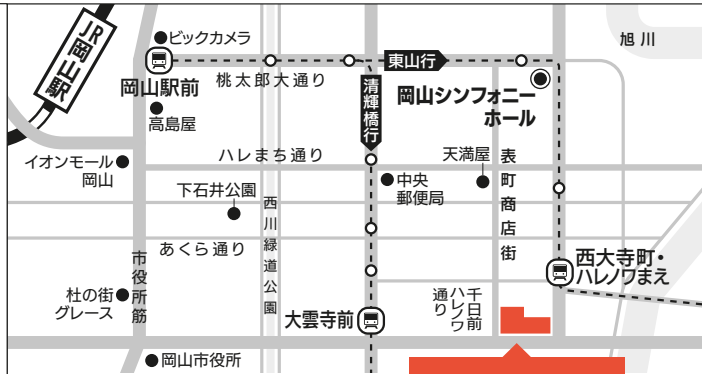 JR
岡山駅
ビックカメラ
岡山駅前
高島屋
桃太郎大通り
東山行
清輝橋行
岡山シンフォニー
ホール
旭川
イオンモール
岡山
ハレまち通り
下石井公園
西川緑道公園
中央
郵便局
天満屋
表町商店街
あくら通り
市役所筋
杜の街
グレース
大雲寺前
千日前
ハレノワ
通り
西大寺町・
ハレノワまえ
岡山市役所